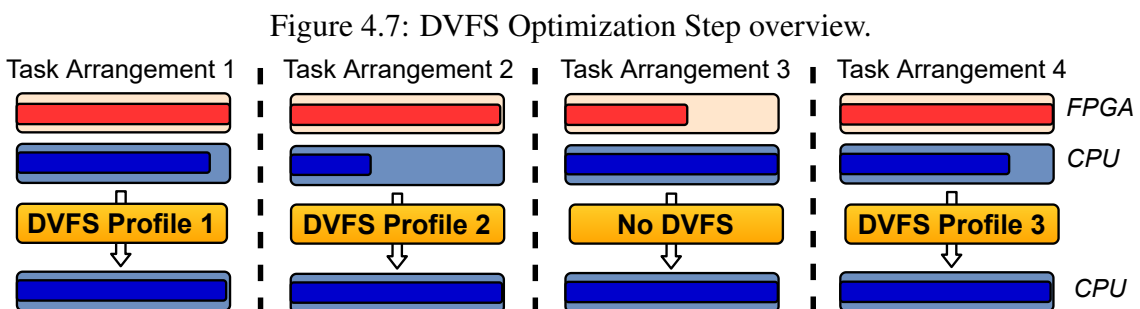 Figure 4.7: DVFS Optimization Step overview.
Task Arrangement 1 Task Arrangement 2 Task Arrangement 3 Task Arrangement 4
FPGA
CPU
DVFS Profile 1 DVFS Profile 2 No DVFS DVFS Profile 3
CPU